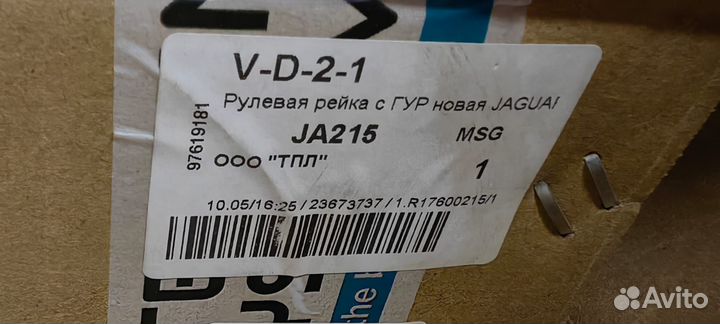 V-D-2-1
Рулевая рейка с ГУР новая JAGUAR
JA215 MSG
ООО "ТПЛ" 1
97619181
10.05/16:25 / 23673737 / 1.R17600215/1
the
Avito